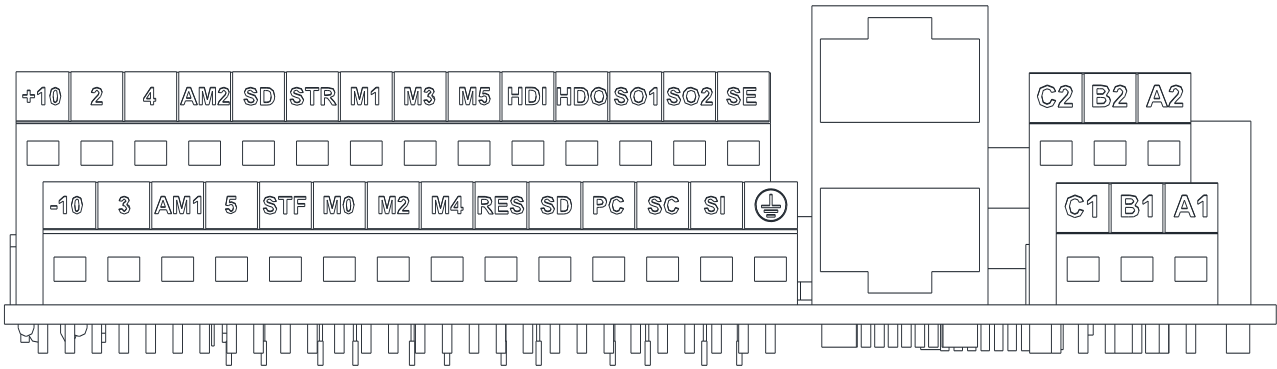 +10 2 4 AM2 SD STR M1 M3 M5 HDI HDO SO1 SO2 SE C2 B2 A2
-10 3 AM1 5 STF M0 M2 M4 RES SD PC SC SI C1 B1 A1